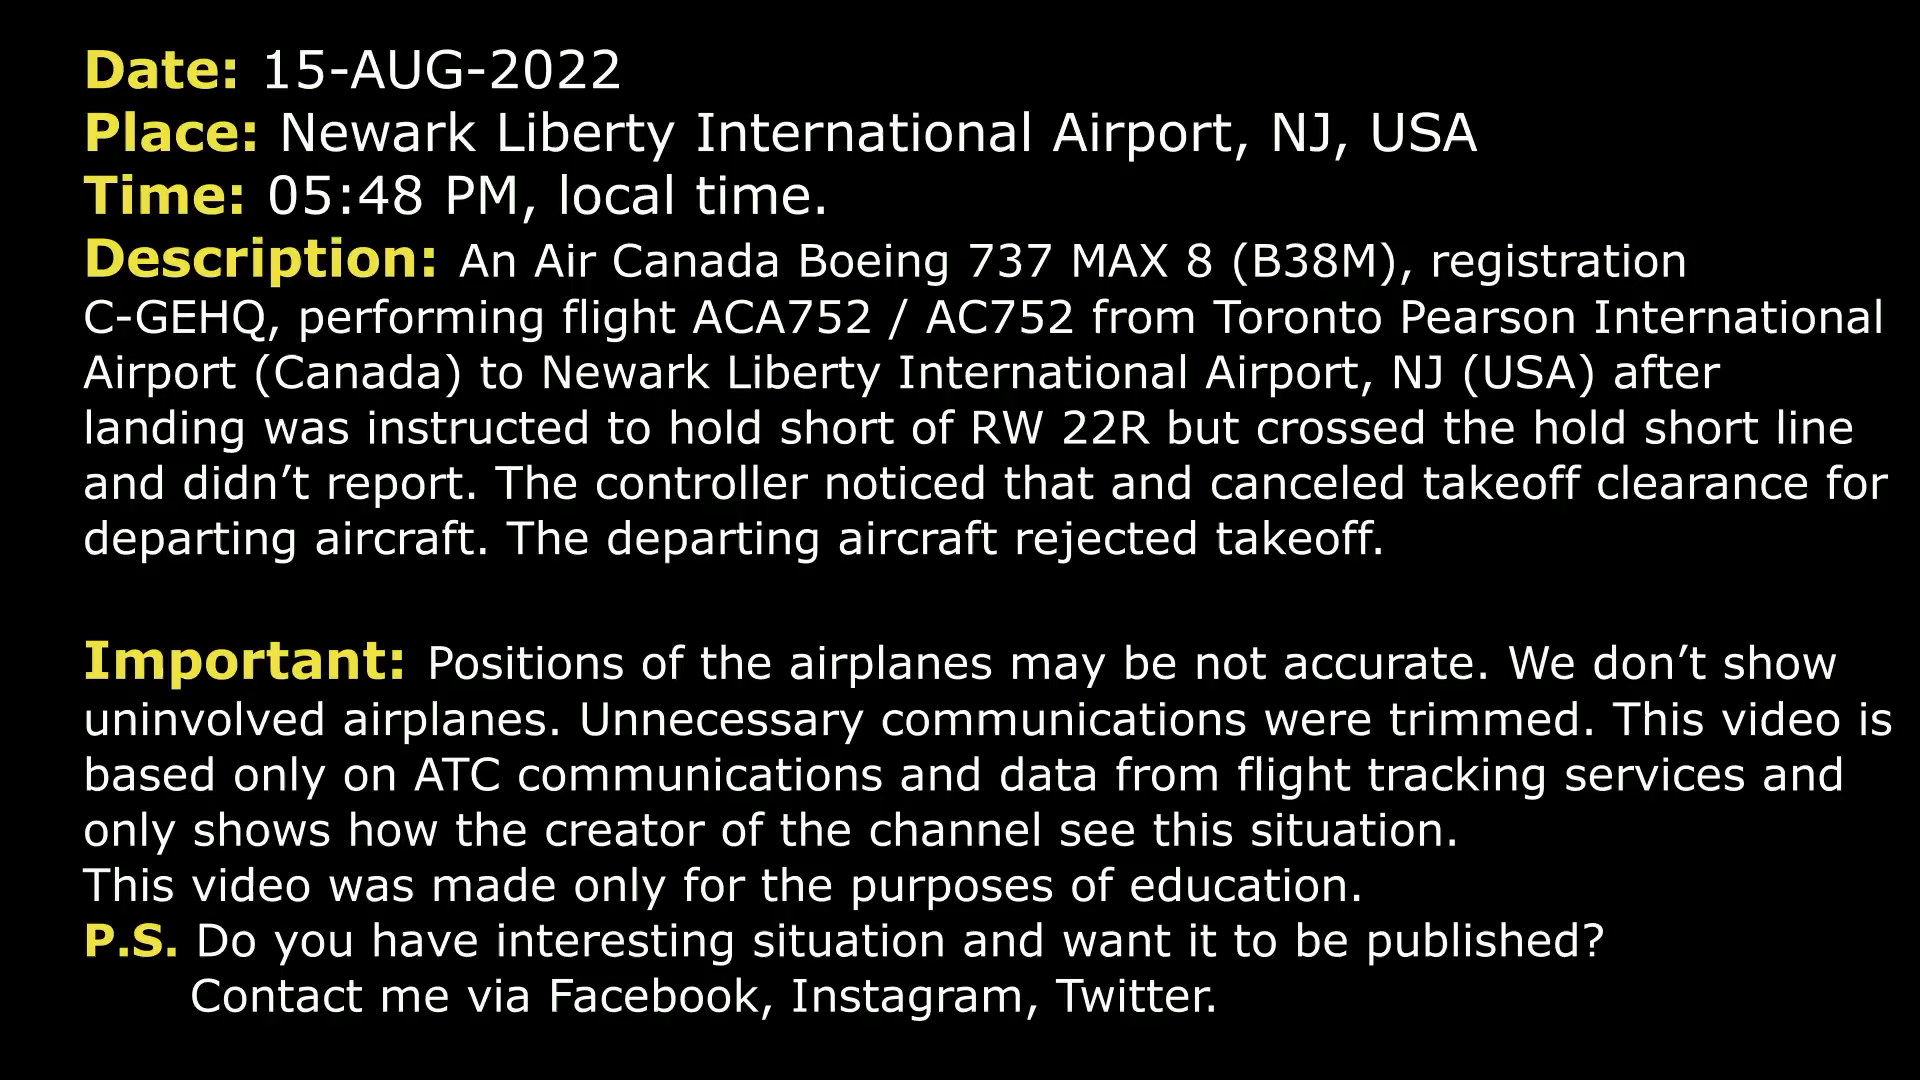 Date: 15-AUG-2022
Place: Newark Liberty International Airport, NJ, USA
Time: 05:48 PM, local time.
Description: An Air Canada Boeing 737 MAX 8 (B38M), registration
C-GEHQ, performing flight ACA752 / AC752 from Toronto Pearson International
Airport (Canada) to Newark Liberty International Airport, NJ (USA) after
landing was instructed to hold short of RW 22R but crossed the hold short line
and didn’t report. The controller noticed that and canceled takeoff clearance for
departing aircraft. The departing aircraft rejected takeoff.
Important: Positions of the airplanes may be not accurate. We don’t show
uninvolved airplanes. Unnecessary communications were trimmed. This video is
based only on ATC communications and data from flight tracking services and
only shows how the creator of the channel see this situation.
This video was made only for the purposes of education.
P.S. Do you have interesting situation and want it to be published?
Contact me via Facebook, Instagram, Twitter.